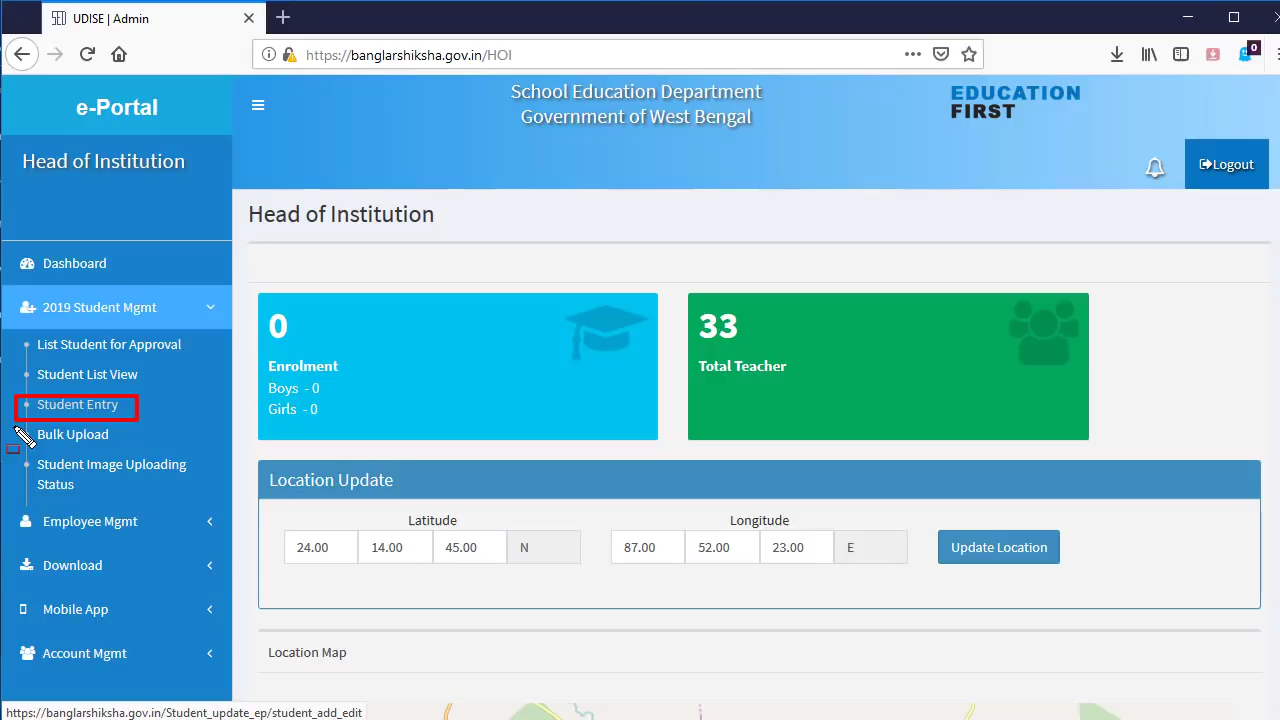 UDISE | Admin
https://banglarshiksha.gov.in/HOI
0
e-Portal
School Education Department
Government of West Bengal
EDUCATION
FIRST
Head of Institution
Logout
Head of Institution
Dashboard
2019 Student Mgmt
List Student for Approval
Student List View
Student Entry
Bulk Upload
Student Image Uploading
Status
Employee Mgmt
Download
Mobile App
Account Mgmt
0
Enrolment
Boys - 0
Girls - 0
33
Total Teacher
Location Update
Latitude
Longitude
24.00 14.00 45.00 N 87.00 52.00 23.00 E Update Location
Location Map
https://banglarshiksha.gov.in/Student_update_ep/student_add_edit